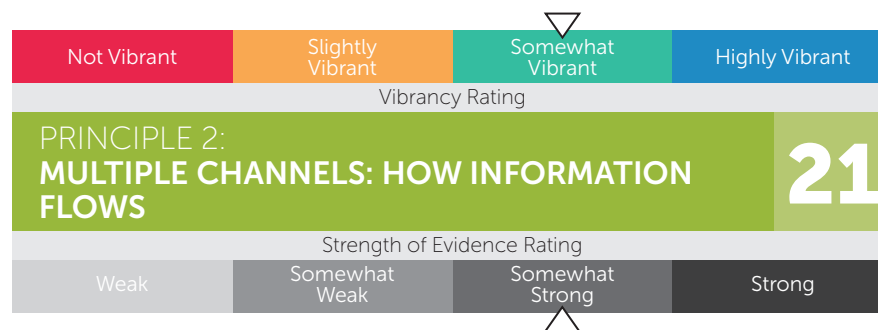 Not Vibrant
Slightly
Vibrant
Somewhat
Vibrant
Highly Vibrant
Vibrancy Rating
PRINCIPLE 2:
MULTIPLE CHANNELS: HOW INFORMATION
FLOWS
21
Strength of Evidence Rating
Weak
Somewhat
Weak
Somewhat
Strong
Strong